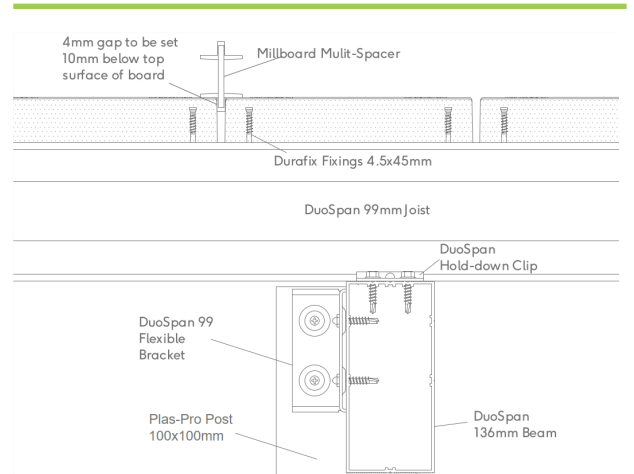 4mm gap to be set
10mm below top
surface of board
Millboard Mulit-Spacer
Durafix Fixings 4.5x45mm
DuoSpan 99mm Joist
DuoSpan
Hold-down Clip
DuoSpan 99
Flexible
Bracket
Plas-Pro Post
100x100mm
DuoSpan
136mm Beam